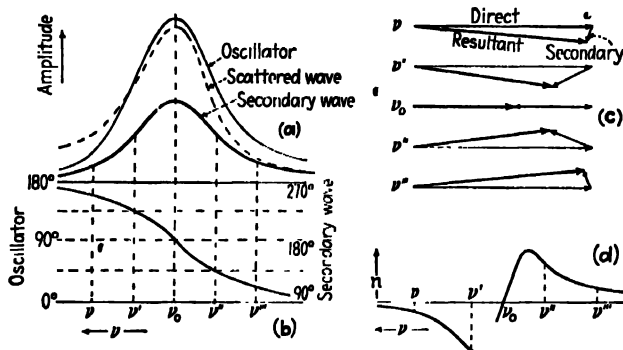 Amplitude
Oscillator
Scattered wave
Secondary wave
(a)
180°
90°
0°
Oscillator
270°
180°
90°
Secondary wave
ν ν' ν₀ ν" ν'''
← ν
(b)
ν Direct
Resultant
Secondary
ν'
ν₀
ν"
ν'''
(c)
n
ν ν' ν₀ ν" ν'''
← ν
(d)